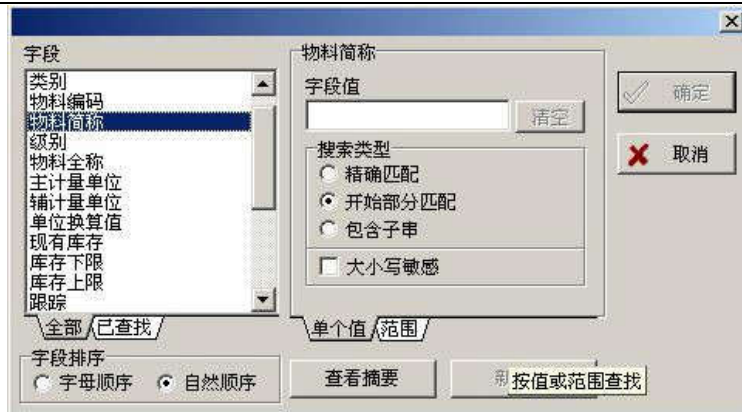 字段
类别
物料编码
物料简称
级别
物料全称
主计量单位
辅计量单位
单位换算值
现有库存
库存下限
库存上限
跟踪
全部
已查找
物料简称
字段值
清空
搜索类型
精确匹配
开始部分匹配
包含子串
大小写敏感
单个值
范围
确定
取消
字段排序
字母顺序
自然顺序
查看摘要
按值或范围查找